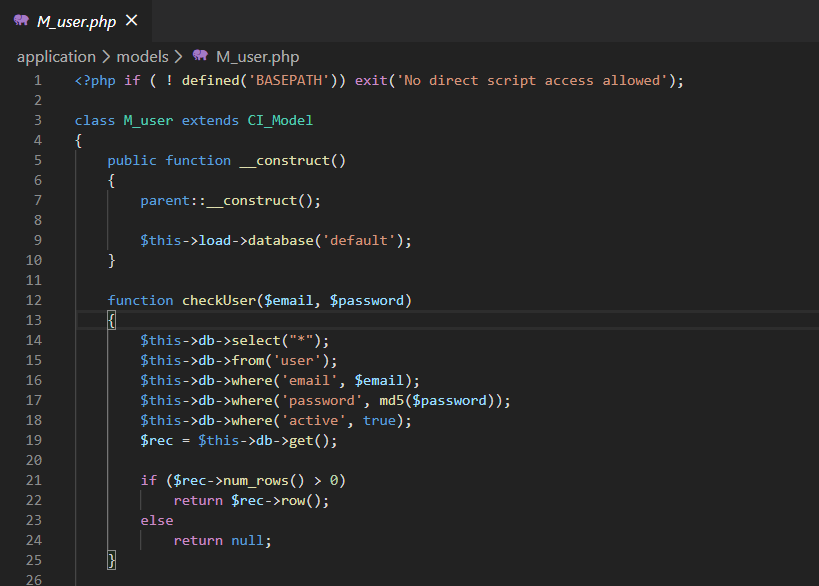 M_user.php ✕
application > models > M_user.php
1 <?php if ( ! defined('BASEPATH')) exit('No direct script access allowed');
2
3 class M_user extends CI_Model
4 {
5     public function __construct()
6     {
7         parent::__construct();
8
9         $this->load->database('default');
10     }
11
12     function checkUser($email, $password)
13     {
14         $this->db->select("*");
15         $this->db->from('user');
16         $this->db->where('email', $email);
17         $this->db->where('password', md5($password));
18         $this->db->where('active', true);
19         $rec = $this->db->get();
20
21         if ($rec->num_rows() > 0)
22             return $rec->row();
23         else
24             return null;
25     }
26